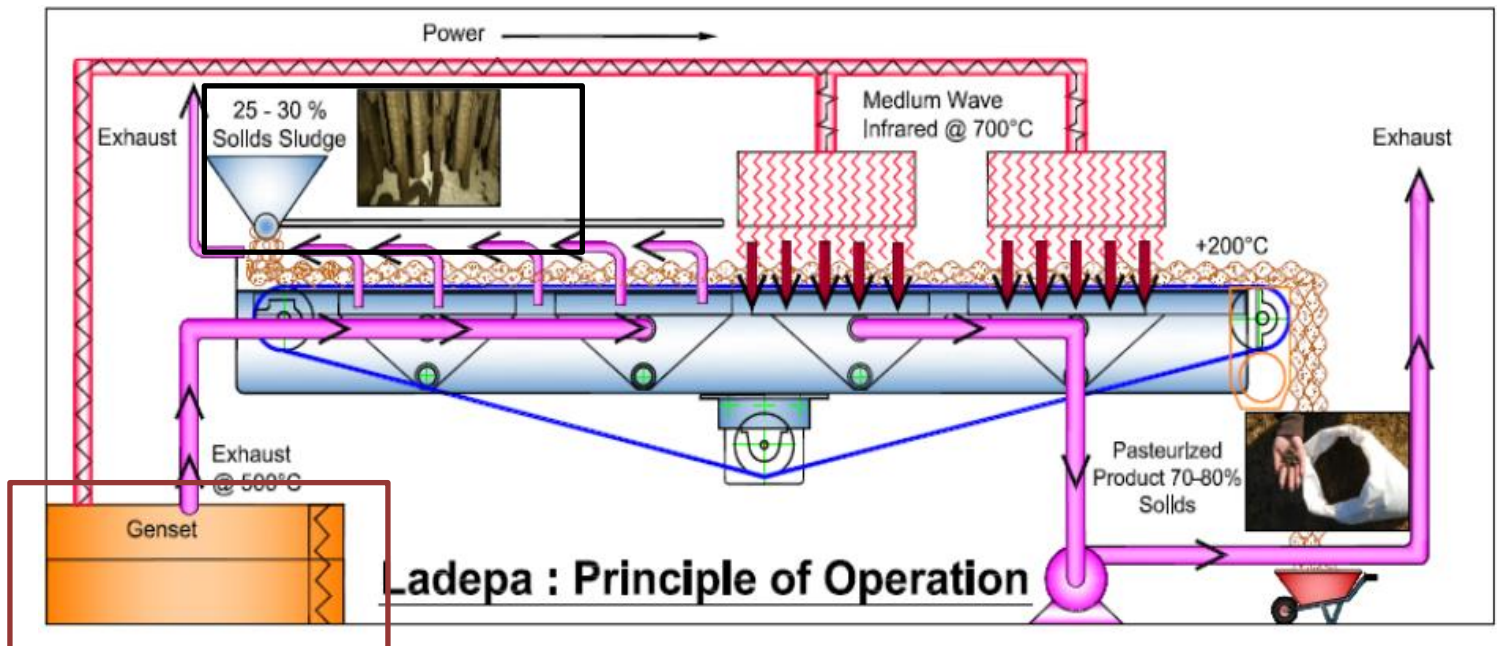 Power
25 - 30 %
Solids Sludge
Exhaust
Medium Wave
Infrared @ 700°C
Exhaust
+200°C
Exhaust
@ 500°C
Genset
Pasteurized
Product 70-80%
Solids
Ladepa : Principle of Operation